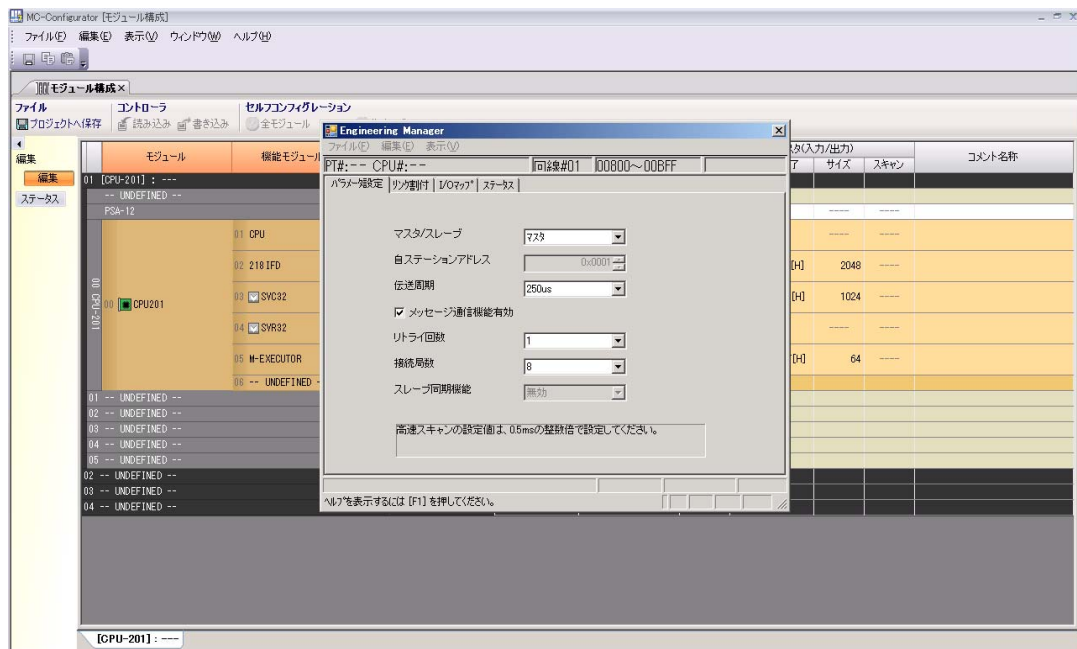 MC-Configurator [モジュール構成]
ファイル(F) 編集(E) 表示(V) ウィンドウ(W) ヘルプ(H)
モジュール構成 ×
ファイル コントローラ セルフコンフィグレーション
プロジェクトへ保存 読み込み 書き込み 全モジュール
編集
編集
ステータス
モジュール 機能モジュール スタ(入力/出力) コメント名称
了 サイズ スキャン
01 [CPU-201] : ---
-- UNDEFINED --
PSA-12 ---- ----
00 CPU-201
00 CPU201
01 CPU ---- ----
02 218IFD [H] 2048 ----
03 SVC32 [H] 1024 ----
04 SVR32 ---- ----
05 M-EXECUTOR [H] 64 ----
06 -- UNDEFINED -
01 -- UNDEFINED --
02 -- UNDEFINED --
03 -- UNDEFINED --
04 -- UNDEFINED --
05 -- UNDEFINED --
02 -- UNDEFINED --
03 -- UNDEFINED --
04 -- UNDEFINED --
[CPU-201] : ---
Engineering Manager
ファイル(F) 編集(E) 表示(V)
PT#:-- CPU#:-- 回線#01 00800～00BFF
パラメータ設定 リンク割付 I/Oマップ ステータス
マスタ/スレーブ マスタ
自ステーションアドレス 0x0001
伝送周期 250us
メッセージ通信機能有効
リトライ回数 1
接続局数 8
スレーブ同期機能 無効
高速スキャンの設定値は、0.5msの整数倍で設定してください。
ヘルプを表示するには [F1] を押してください。